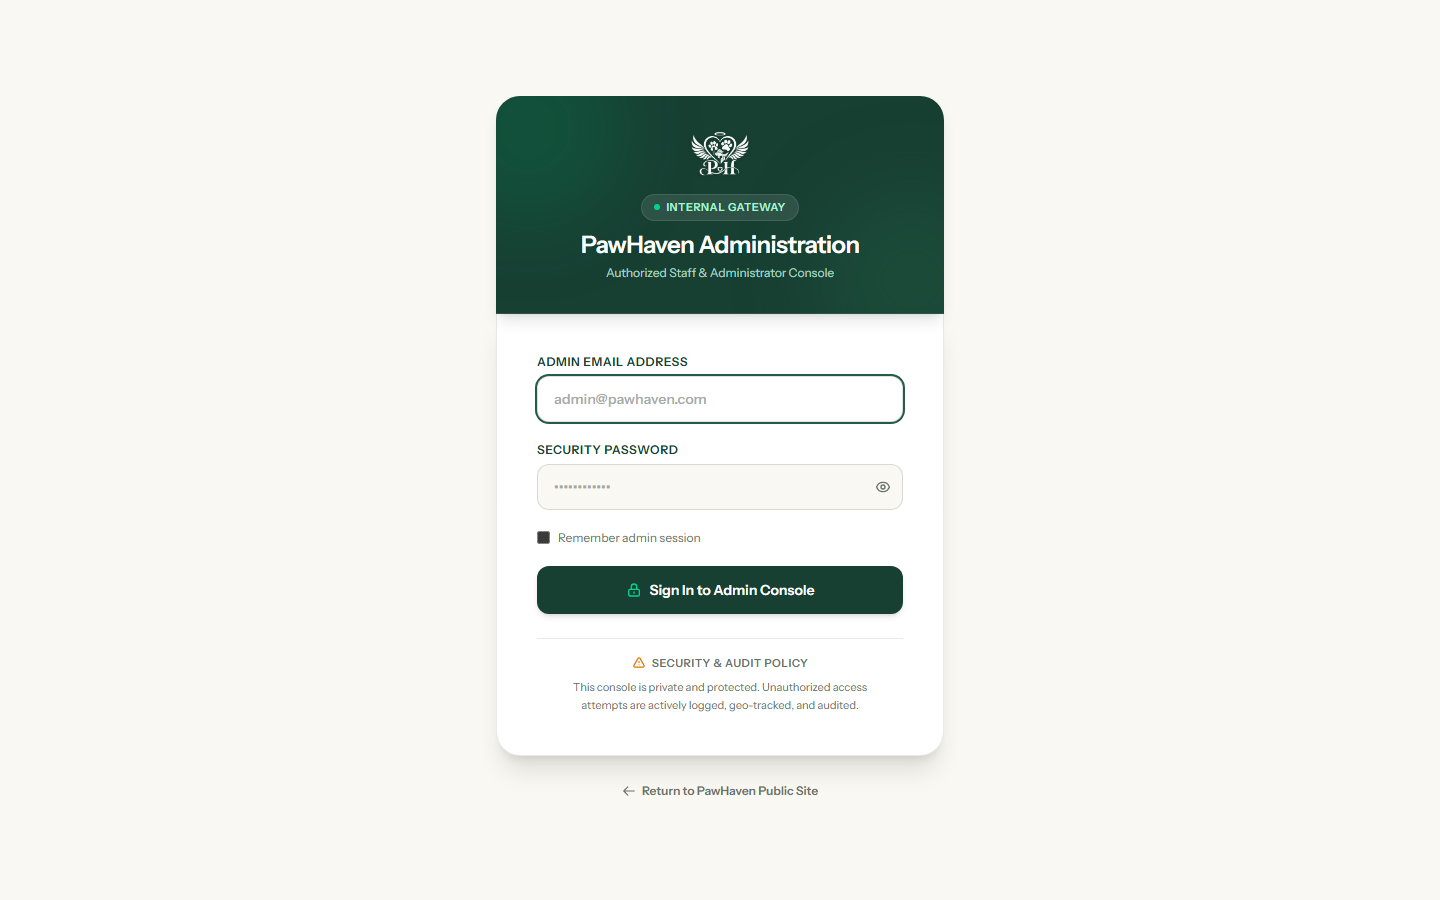 PaH
INTERNAL GATEWAY
PawHaven Administration
Authorized Staff & Administrator Console
ADMIN EMAIL ADDRESS
admin@pawhaven.com
SECURITY PASSWORD
••••••••••••
Remember admin session
Sign In to Admin Console
SECURITY & AUDIT POLICY
This console is private and protected. Unauthorized access
attempts are actively logged, geo-tracked, and audited.
← Return to PawHaven Public Site